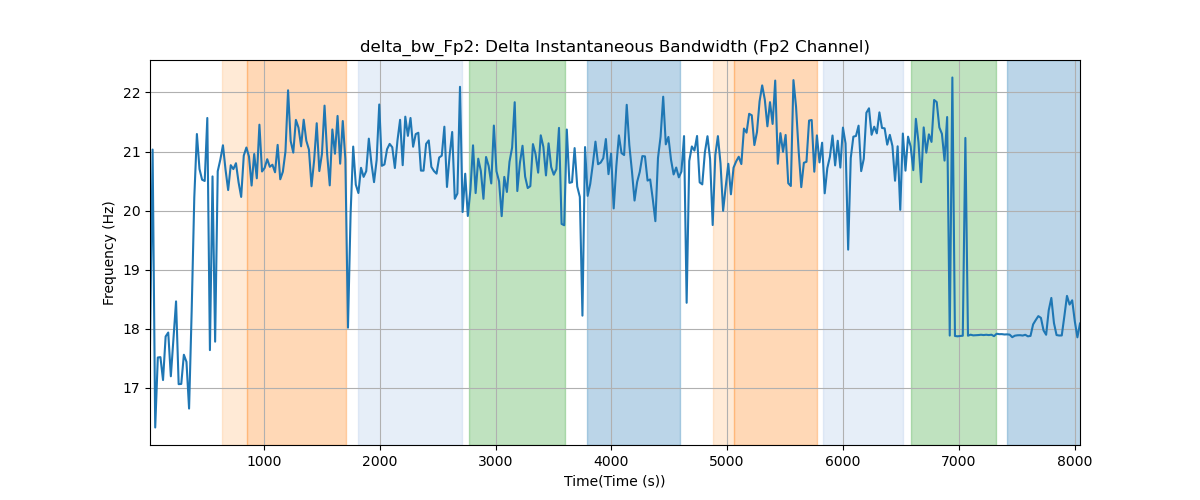 delta_bw_Fp2: Delta Instantaneous Bandwidth (Fp2 Channel)
22
21
20
19
18
17
Frequency (Hz)
1000 2000 3000 4000 5000 6000 7000 8000
Time(Time (s))